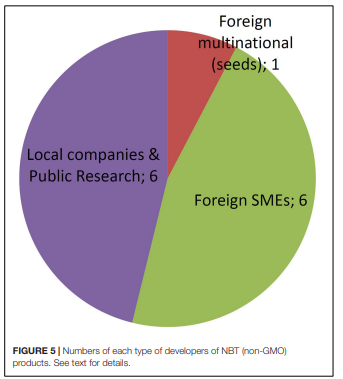 Foreign
multinational
(seeds); 1
Local companies &
Public Research; 6
Foreign SMEs; 6
FIGURE 5 | Numbers of each type of developers of NBT (non-GMO)
products. See text for details.